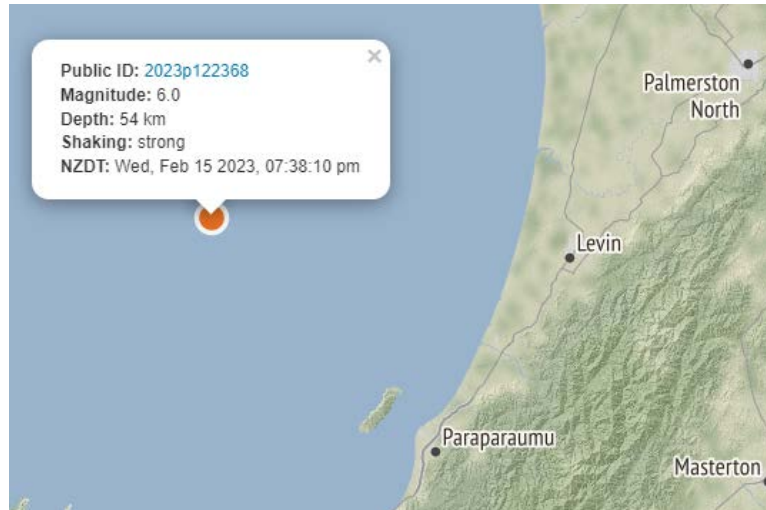 ×
Public ID: 2023p122368
Magnitude: 6.0
Depth: 54 km
Shaking: strong
NZDT: Wed, Feb 15 2023, 07:38:10 pm
Palmerston
North
Levin
Paraparaumu
Masterton